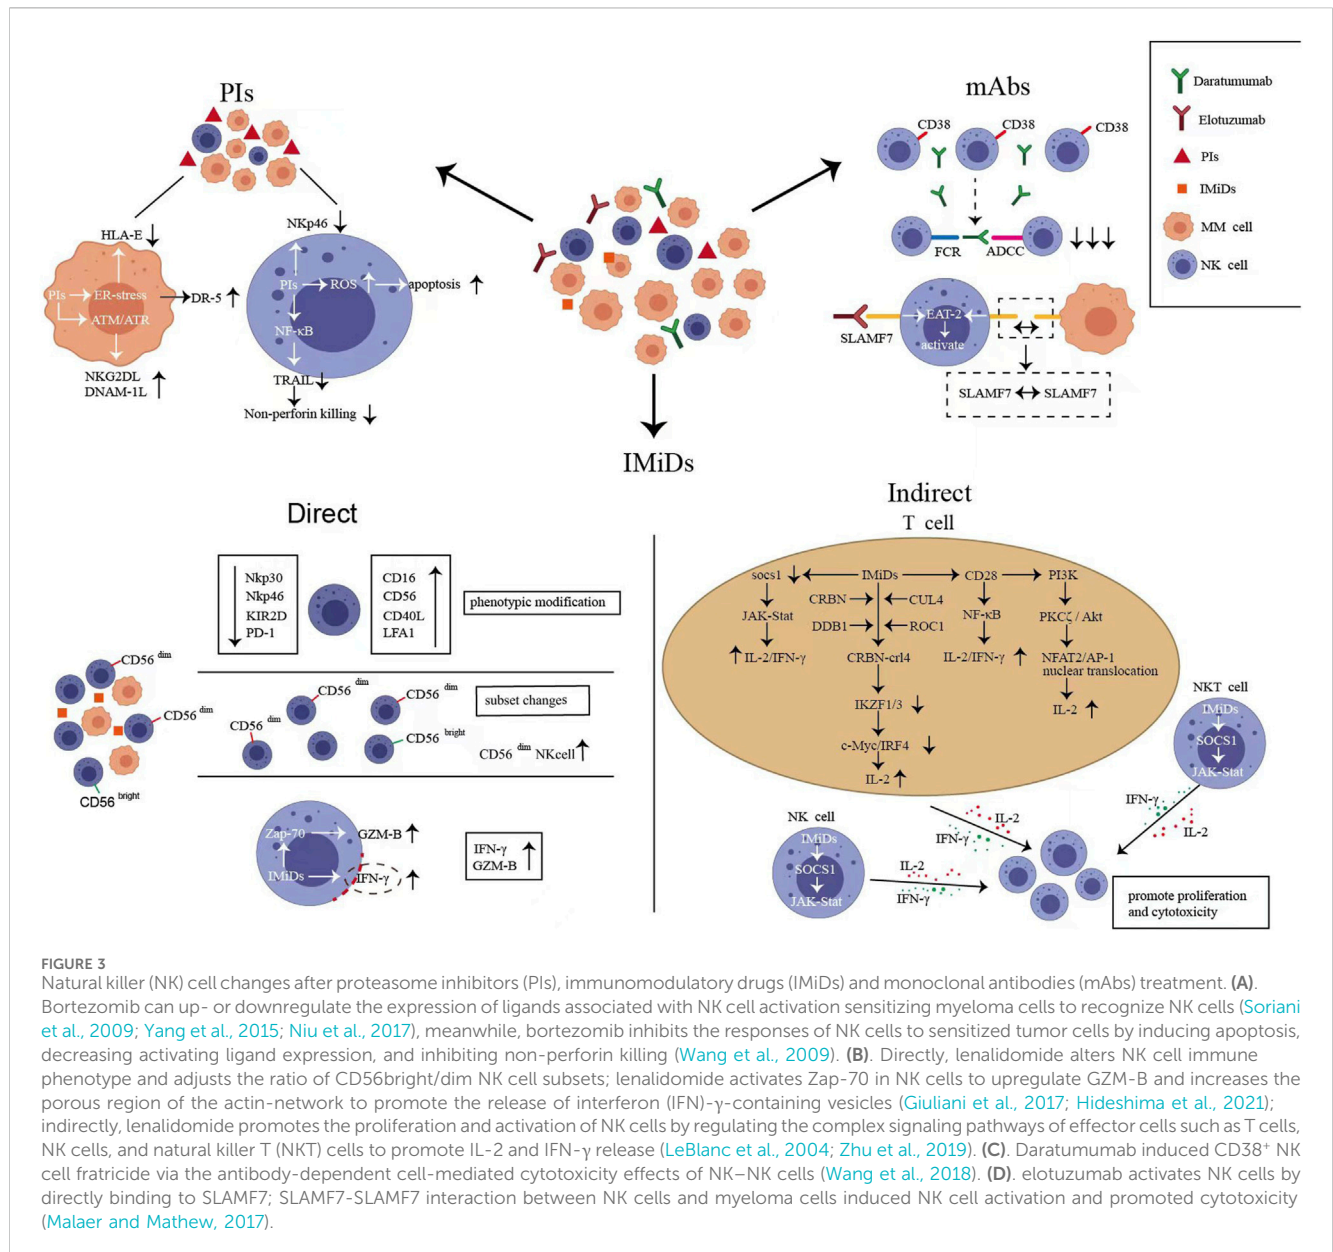 PIs
HLA-E
PIs
ER-stress
ATM/ATR
DR-5
NKG2DL
DNAM-1L
NKp46
PIs
ROS
apoptosis
NF-κB
TRAIL
Non-perforin killing
mAbs
CD38
CD38
CD38
FCR
ADCC
SLAMF7
EAT-2
activate
SLAMF7
SLAMF7
Daratumumab
Elotuzumab
PIs
IMiDs
MM cell
NK cell
IMiDs
Direct
Nkp30
Nkp46
KIR2D
PD-1
CD16
CD56
CD40L
LFA1
phenotypic modification
CD56 dim
CD56 dim
CD56 bright
CD56 dim
CD56 dim
CD56 dim
CD56 bright
subset changes
CD56 dim NKcell
Zap-70
GZM-B
IMiDs
IFN-γ
IFN-γ
GZM-B
Indirect
T cell
socs1
IMiDs
CD28
PI3K
CRBN
CUL4
JAK-Stat
NF-κB
PKCζ / Akt
DDB1
ROC1
IL-2/IFN-γ
CRBN-crl4
IL-2/IFN-γ
NFAT2/AP-1
nuclear translocation
IKZF1/3
IL-2
c-Myc/IRF4
IL-2
NKT cell
IMiDs
SOCS1
JAK-Stat
IFN-γ
IL-2
IL-2
IFN-γ
NK cell
IMiDs
SOCS1
JAK-Stat
IL-2
IFN-γ
promote proliferation
and cytotoxicity
FIGURE 3
Natural killer (NK) cell changes after proteasome inhibitors (PIs), immunomodulatory drugs (IMiDs) and monoclonal antibodies (mAbs) treatment. (A).
Bortezomib can up- or downregulate the expression of ligands associated with NK cell activation sensitizing myeloma cells to recognize NK cells (Soriani
et al., 2009; Yang et al., 2015; Niu et al., 2017), meanwhile, bortezomib inhibits the responses of NK cells to sensitized tumor cells by inducing apoptosis,
decreasing activating ligand expression, and inhibiting non-perforin killing (Wang et al., 2009). (B). Directly, lenalidomide alters NK cell immune
phenotype and adjusts the ratio of CD56bright/dim NK cell subsets; lenalidomide activates Zap-70 in NK cells to upregulate GZM-B and increases the
porous region of the actin-network to promote the release of interferon (IFN)-γ-containing vesicles (Giuliani et al., 2017; Hideshima et al., 2021);
indirectly, lenalidomide promotes the proliferation and activation of NK cells by regulating the complex signaling pathways of effector cells such as T cells,
NK cells, and natural killer T (NKT) cells to promote IL-2 and IFN-γ release (LeBlanc et al., 2004; Zhu et al., 2019). (C). Daratumumab induced CD38⁺ NK
cell fratricide via the antibody-dependent cell-mediated cytotoxicity effects of NK–NK cells (Wang et al., 2018). (D). elotuzumab activates NK cells by
directly binding to SLAMF7; SLAMF7-SLAMF7 interaction between NK cells and myeloma cells induced NK cell activation and promoted cytotoxicity
(Malaer and Mathew, 2017).